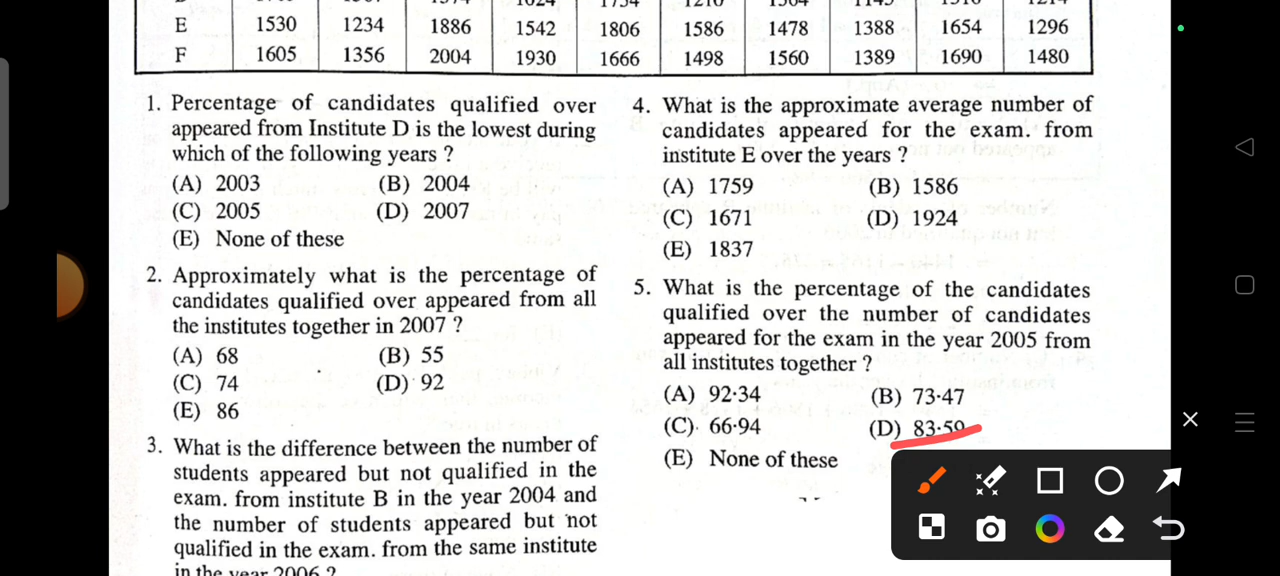 E 1530 1234 1886 1542 1806 1586 1478 1388 1654 1296
F 1605 1356 2004 1930 1666 1498 1560 1389 1690 1480
1. Percentage of candidates qualified over
appeared from Institute D is the lowest during
which of the following years ?
(A) 2003 (B) 2004
(C) 2005 (D) 2007
(E) None of these
2. Approximately what is the percentage of
candidates qualified over appeared from all
the institutes together in 2007 ?
(A) 68 (B) 55
(C) 74 (D) 92
(E) 86
3. What is the difference between the number of
students appeared but not qualified in the
exam. from institute B in the year 2004 and
the number of students appeared but not
qualified in the exam. from the same institute
in the year 2006 ?
4. What is the approximate average number of
candidates appeared for the exam. from
institute E over the years ?
(A) 1759 (B) 1586
(C) 1671 (D) 1924
(E) 1837
5. What is the percentage of the candidates
qualified over the number of candidates
appeared for the exam in the year 2005 from
all institutes together ?
(A) 92·34 (B) 73·47
(C) 66·94 (D) 83·59
(E) None of these